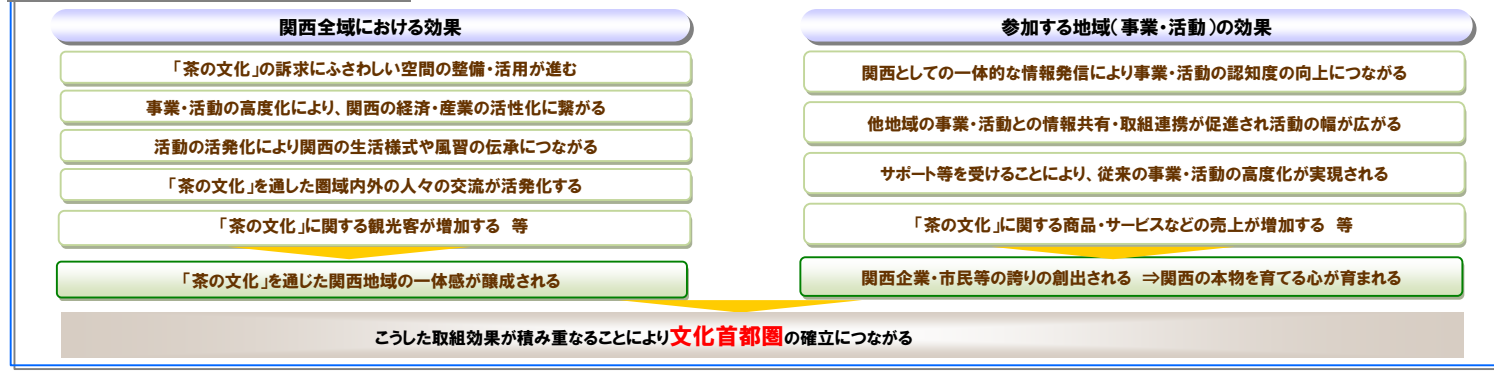 関西全域における効果
「茶の文化」の訴求にふさわしい空間の整備・活用が進む
事業・活動の高度化により、関西の経済・産業の活性化に繋がる
活動の活発化により関西の生活様式や風習の伝承につながる
「茶の文化」を通した圏域内外の人々の交流が活発化する
「茶の文化」に関する観光客が増加する 等
「茶の文化」を通じた関西地域の一体感が醸成される
参加する地域(事業・活動)の効果
関西としての一体的な情報発信により事業・活動の認知度の向上につながる
他地域の事業・活動との情報共有・取組連携が促進され活動の幅が広がる
サポート等を受けることにより、従来の事業・活動の高度化が実現される
「茶の文化」に関する商品・サービスなどの売上が増加する 等
関西企業・市民等の誇りの創出される ⇒関西の本物を育てる心が育まれる
こうした取組効果が積み重なることにより文化首都圏の確立につながる